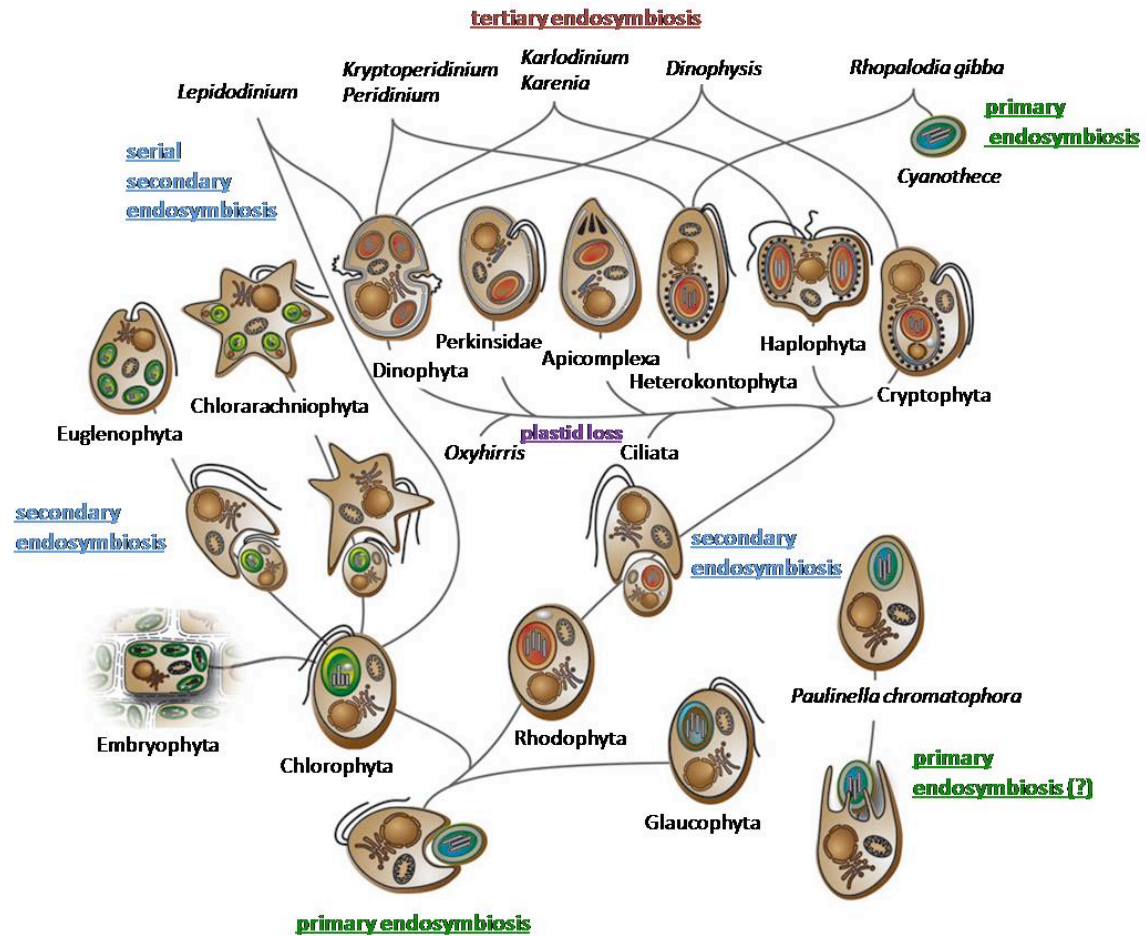 tertiary endosymbiosis
Lepidodinium
Kryptoperidinium
Peridinium
Karlodinium
Karenia
Dinophysis
Rhopalodia gibba
primary
endosymbiosis
Cyanothece
serial
secondary
endosymbiosis
Euglenophyta
Chlorarachniophyta
Dinophyta
Perkinsidae
Apicomplexa
Heterokontophyta
Haplophyta
Cryptophyta
plastid loss
Oxyhirris
Ciliata
secondary
endosymbiosis
secondary
endosymbiosis
Embryophyta
Chlorophyta
Rhodophyta
Glaucophyta
Paulinella chromatophora
primary
endosymbiosis (?)
primary endosymbiosis